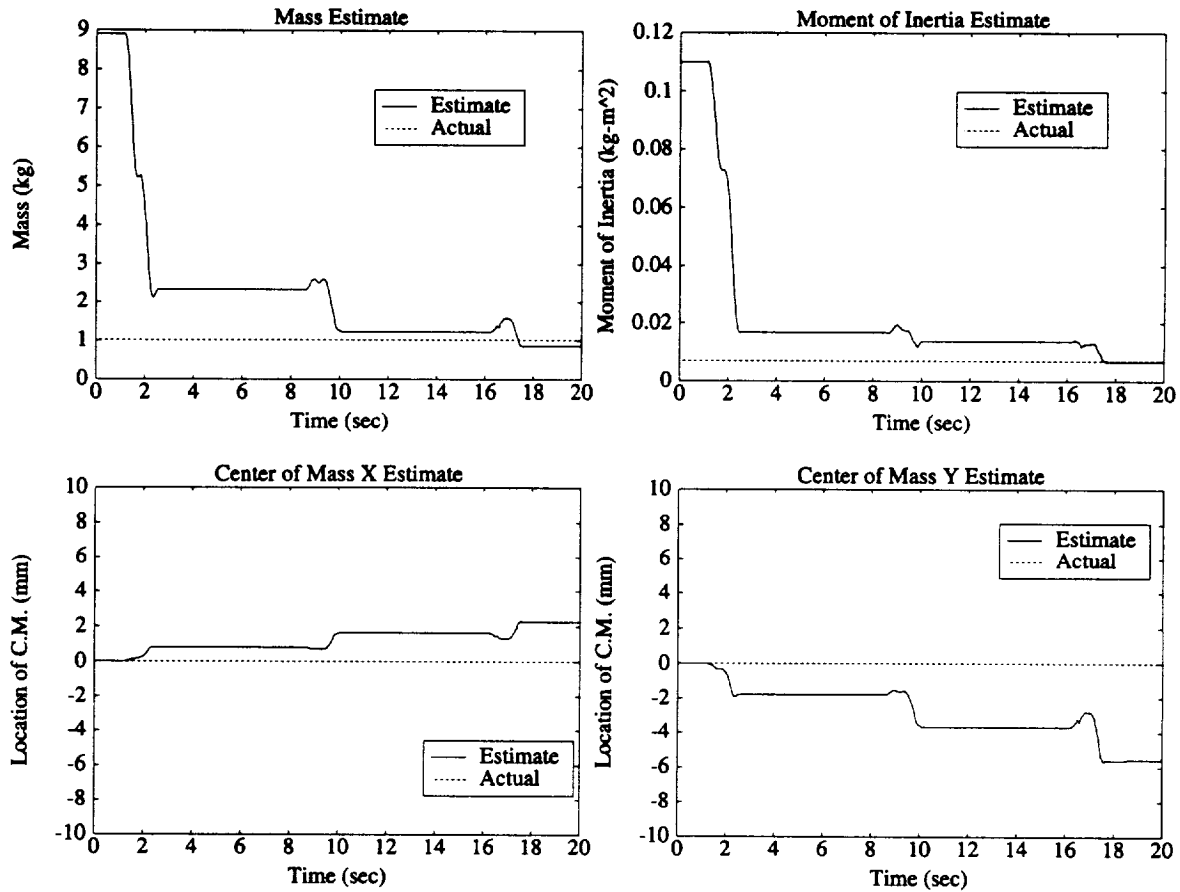 Mass Estimate
9
8
7
6
5
4
3
2
1
0
Mass (kg)
Estimate
Actual
0 2 4 6 8 10 12 14 16 18 20
Time (sec)
Moment of Inertia Estimate
0.12
0.1
0.08
0.06
0.04
0.02
0
Moment of Inertia (kg-m^2)
Estimate
Actual
0 2 4 6 8 10 12 14 16 18 20
Time (sec)
Center of Mass X Estimate
10
8
6
4
2
0
-2
-4
-6
-8
-10
Location of C.M. (mm)
Estimate
Actual
0 2 4 6 8 10 12 14 16 18 20
Time (sec)
Center of Mass Y Estimate
10
8
6
4
2
0
-2
-4
-6
-8
-10
Location of C.M. (mm)
Estimate
Actual
0 2 4 6 8 10 12 14 16 18 20
Time (sec)